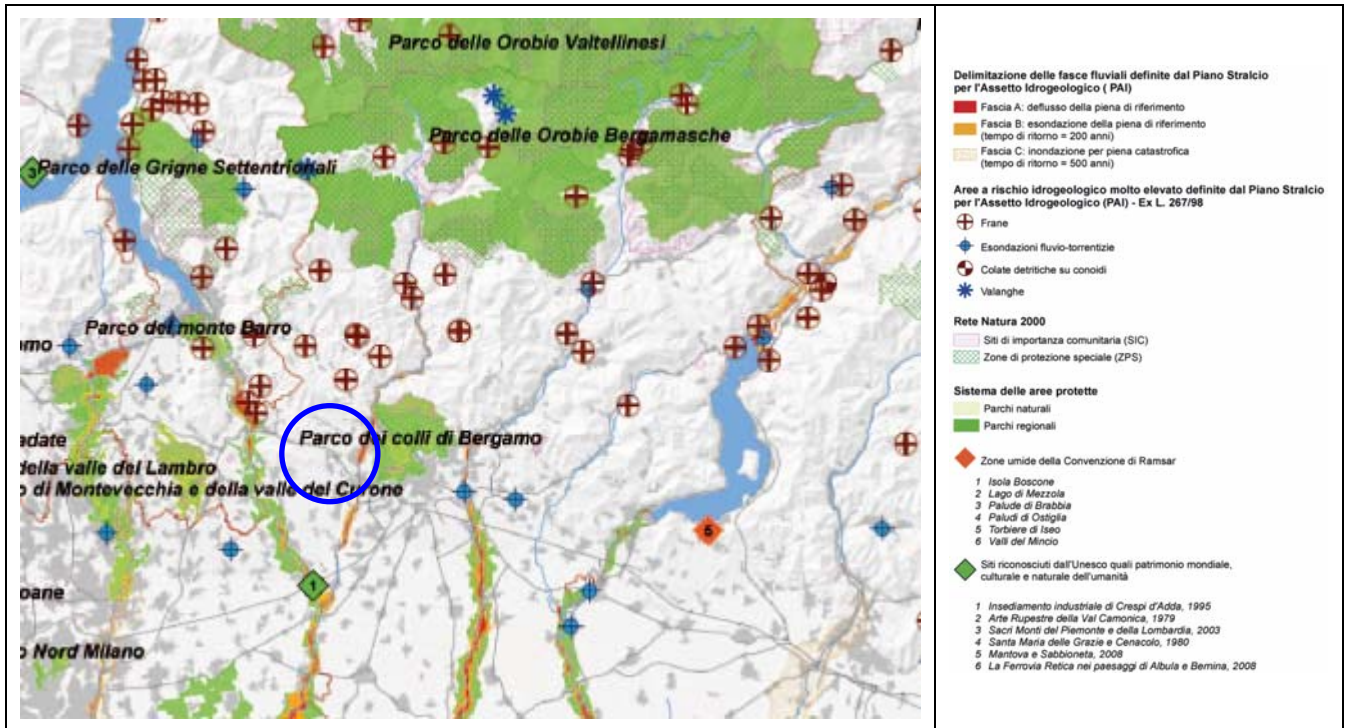 Parco delle Orobie Valtellinesi
Parco delle Orobie Bergamasche
3
Parco delle Grigne Settentrionali
Parco del monte Barro
omo
Parco dei colli di Bergamo
adate
della valle del Lambro
o di Montevecchia e della valle del Curone
5
1
oane
o Nord Milano
Delimitazione delle fasce fluviali definite dal Piano Stralcio
per l'Assetto Idrogeologico ( PAI)
Fascia A: deflusso della piena di riferimento
Fascia B: esondazione della piena di riferimento
(tempo di ritorno = 200 anni)
Fascia C: inondazione per piena catastrofica
(tempo di ritorno = 500 anni)
Aree a rischio idrogeologico molto elevato definite dal Piano Stralcio
per l'Assetto Idrogeologico (PAI) - Ex L. 267/98
Frane
Esondazioni fluvio-torrentizie
Colate detritiche su conoidi
Valanghe
Rete Natura 2000
Siti di importanza comunitaria (SIC)
Zone di protezione speciale (ZPS)
Sistema delle aree protette
Parchi naturali
Parchi regionali
Zone umide della Convenzione di Ramsar
1 Isola Boscone
2 Lago di Mezzola
3 Palude di Brabbia
4 Paludi di Ostiglia
5 Torbiere di Iseo
6 Valli del Mincio
Siti riconosciuti dall'Unesco quali patrimonio mondiale,
culturale e naturale dell'umanità
1 Insediamento industriale di Crespi d'Adda, 1995
2 Arte Rupestre della Val Camonica, 1979
3 Sacri Monti del Piemonte e della Lombardia, 2003
4 Santa Maria delle Grazie e Cenacolo, 1980
5 Mantova e Sabbioneta, 2008
6 La Ferrovia Retica nei paesaggi di Albula e Bernina, 2008